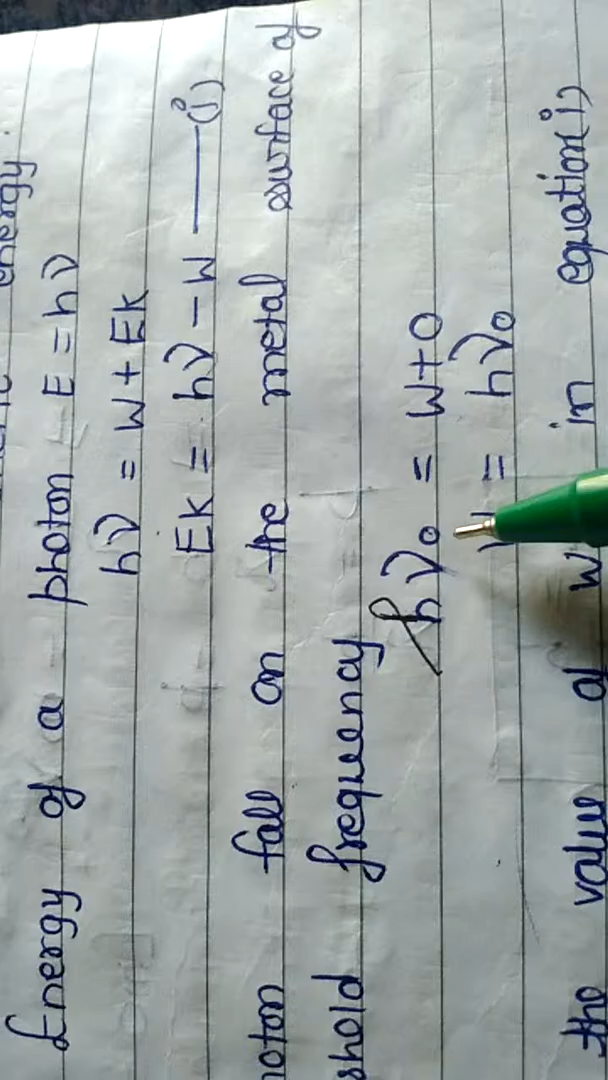 energy.
Energy of a photon E = hν
hν = W + EK
EK = hν - W ——(i)
fall on the metal surface of
frequency
hν₀ = W+0
= hν₀
the value of W in equation(i)